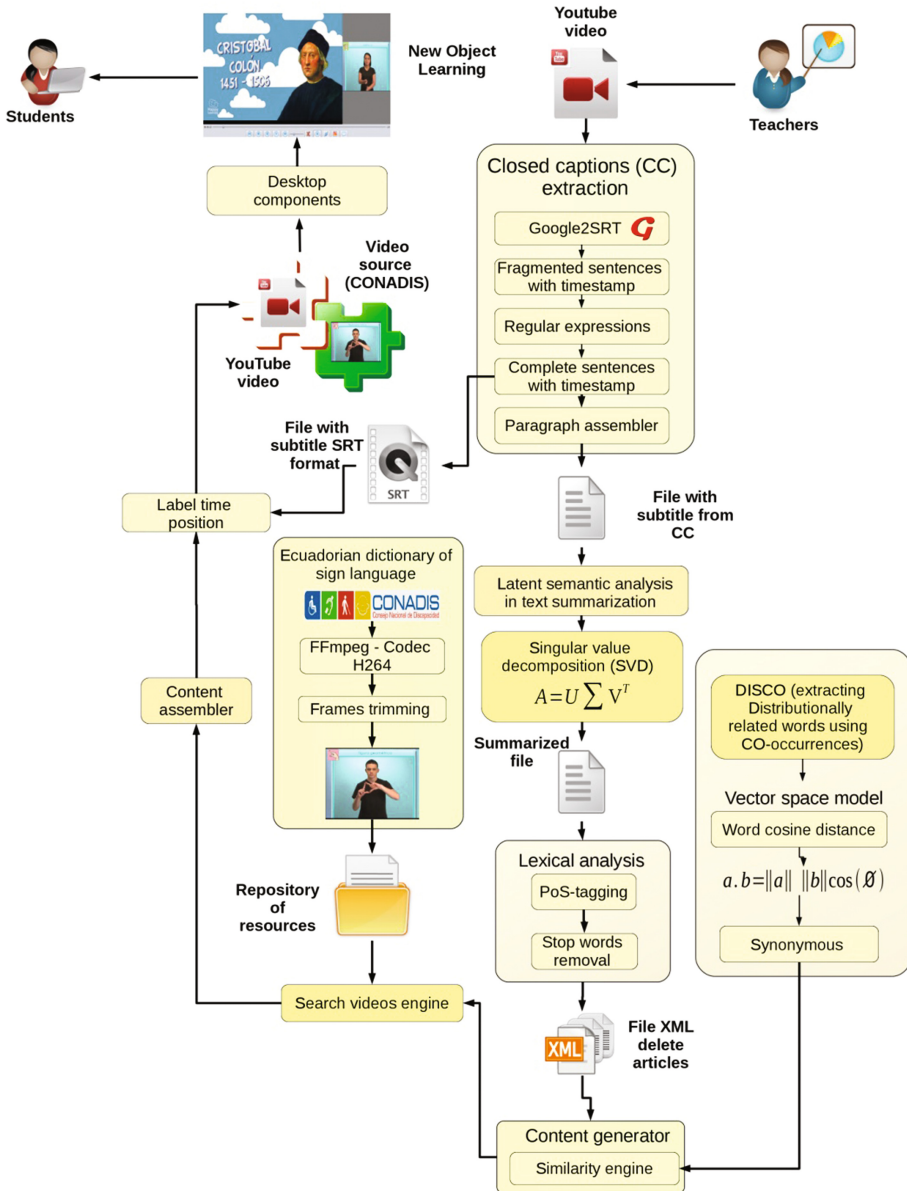 Students
CRISTOBAL
COLON
1451 - 1506
New Object
Learning
Youtube
video
You
Tube
Teachers
Closed captions (CC)
extraction
Google2SRT G
Fragmented sentences
with timestamp
Regular expressions
Complete sentences
with timestamp
Paragraph assembler
Desktop
components
Video
source
(CONADIS)
YouTube
video
File with
subtitle SRT
format
SRT
Label time
position
File with
subtitle from
CC
Ecuadorian dictionary of
sign language
CONADIS
Consejo Nacional de Discapacidades
FFmpeg - Codec
H264
Frames trimming
Latent semantic analysis
in text summarization
Singular value
decomposition (SVD)
A=U∑V^T
Summarized
file
Content
assembler
DISCO (extracting
Distributionally
related words using
CO-occurrences)
Vector space model
Word cosine distance
a.b=‖a‖ ‖b‖cos(Ø)
Synonymous
Lexical analysis
PoS-tagging
Stop words
removal
Repository
of
resources
Search videos engine
XML
File XML
delete
articles
Content generator
Similarity engine